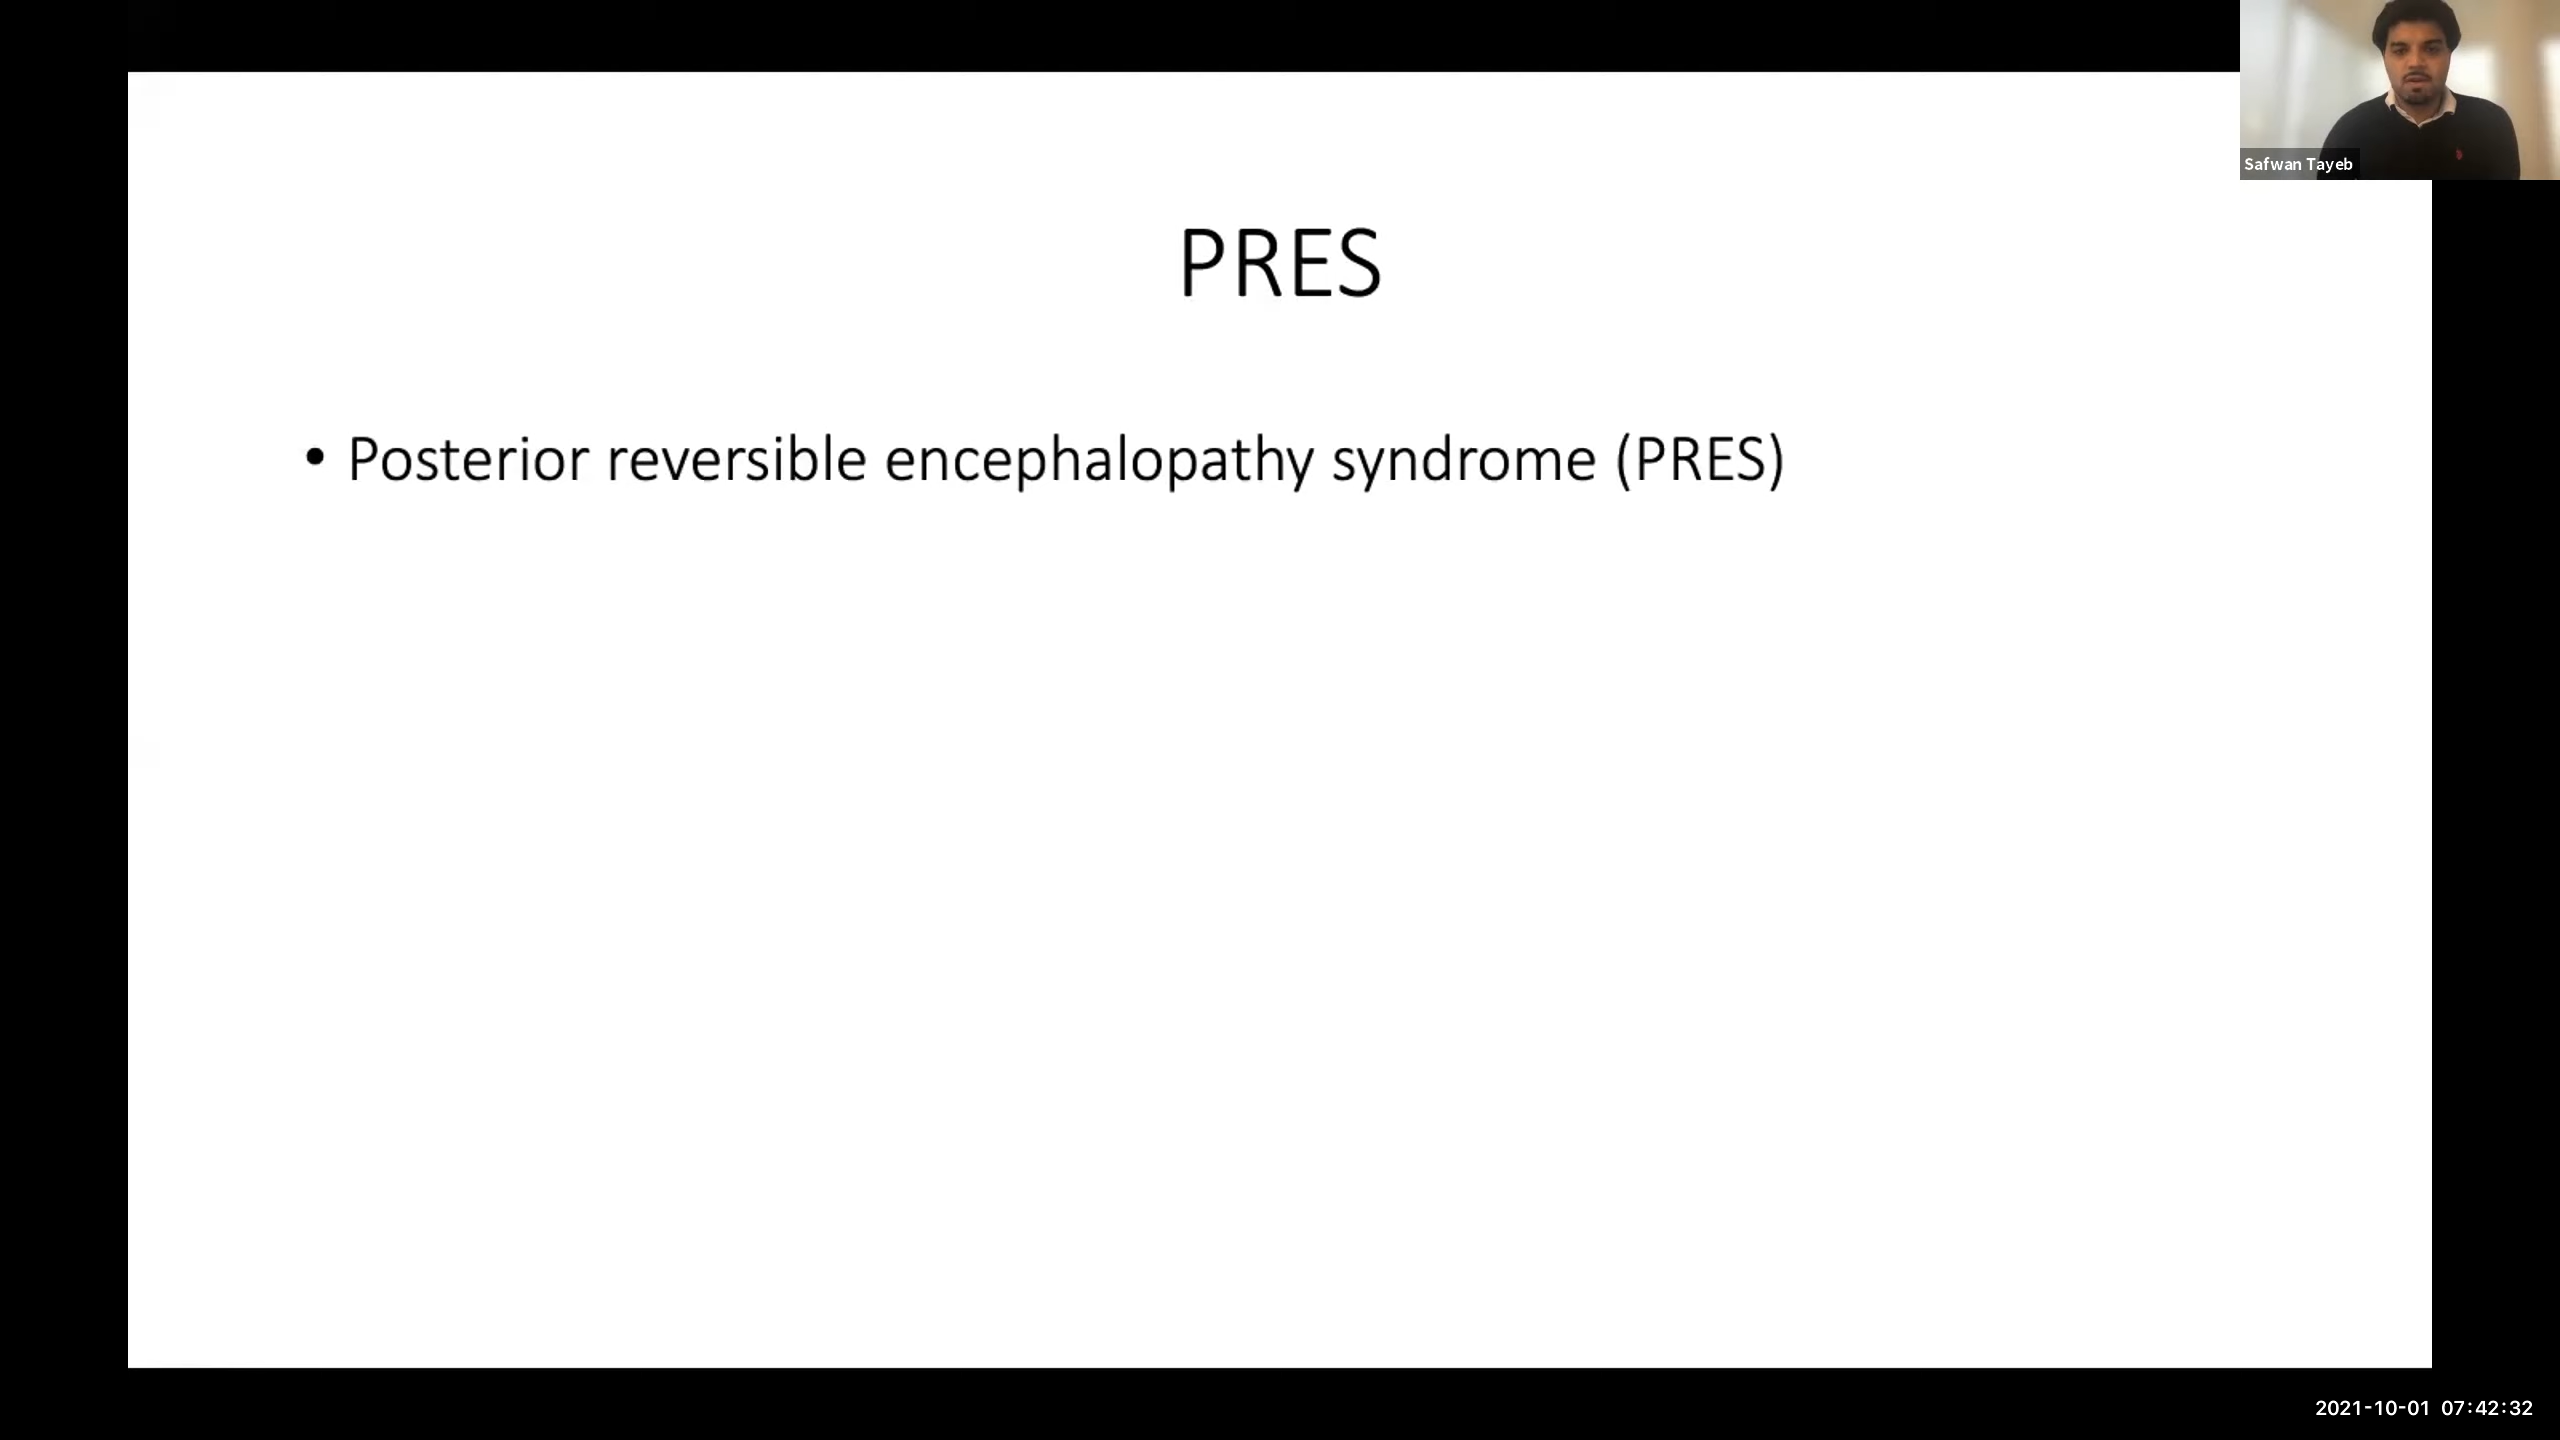 PRES
• Posterior reversible encephalopathy syndrome (PRES)
Safwan Tayeb
2021-10-01 07:42:32